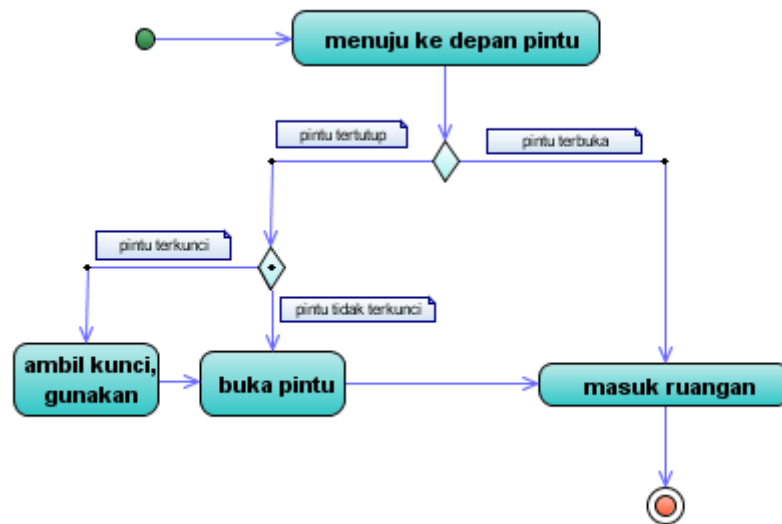 menuju ke depan pintu
pintu tertutup
pintu terbuka
pintu terkunci
pintu tidak terkunci
ambil kunci,
gunakan
buka pintu
masuk ruangan